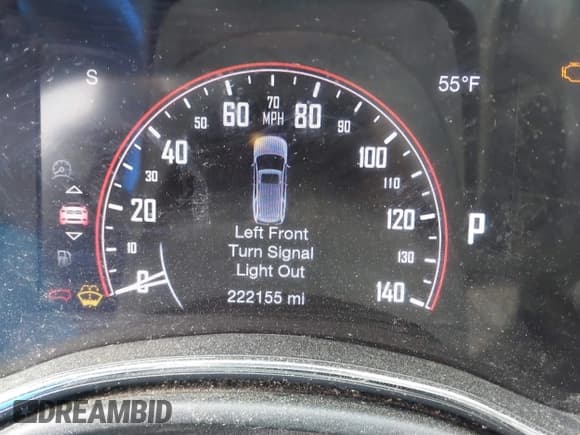 S
55°F
70
MPH
60
80
50
90
40
100
30
110
20
120
10
130
0
140
P
Left Front
Turn Signal
Light Out
222155 mi
DREAMBID